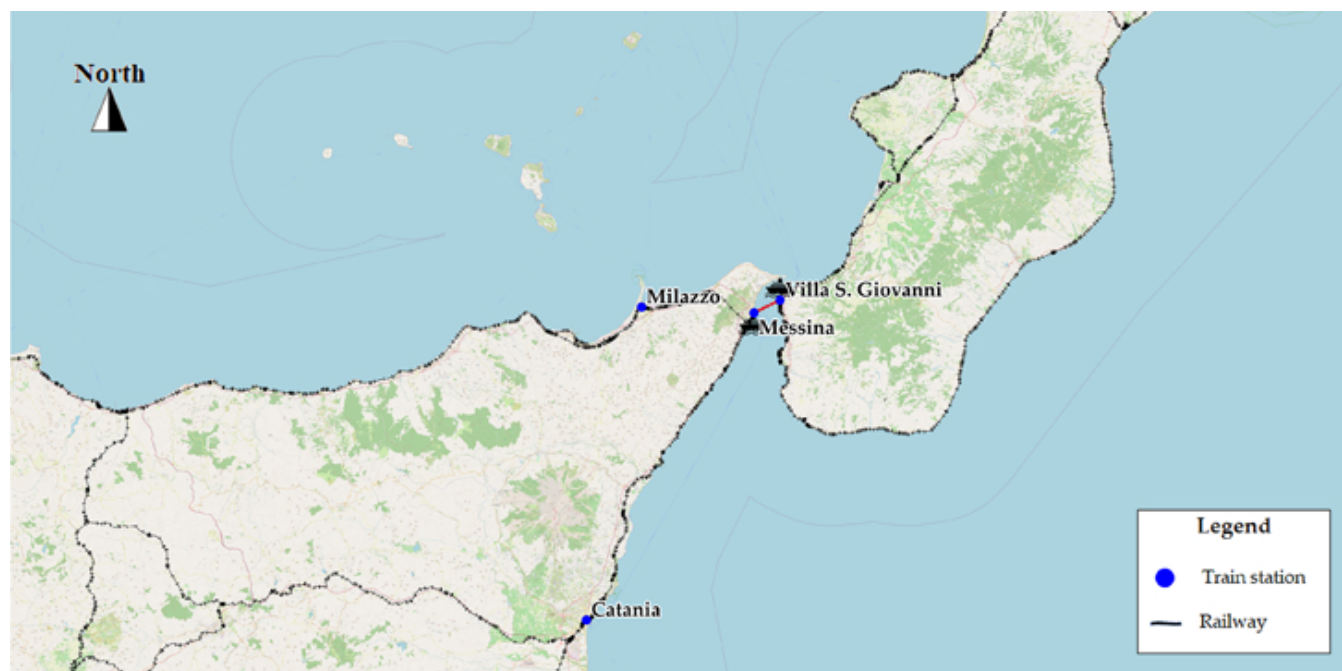 North
Milazzo
Villa S. Giovanni
Messina
Catania
Legend
Train station
Railway